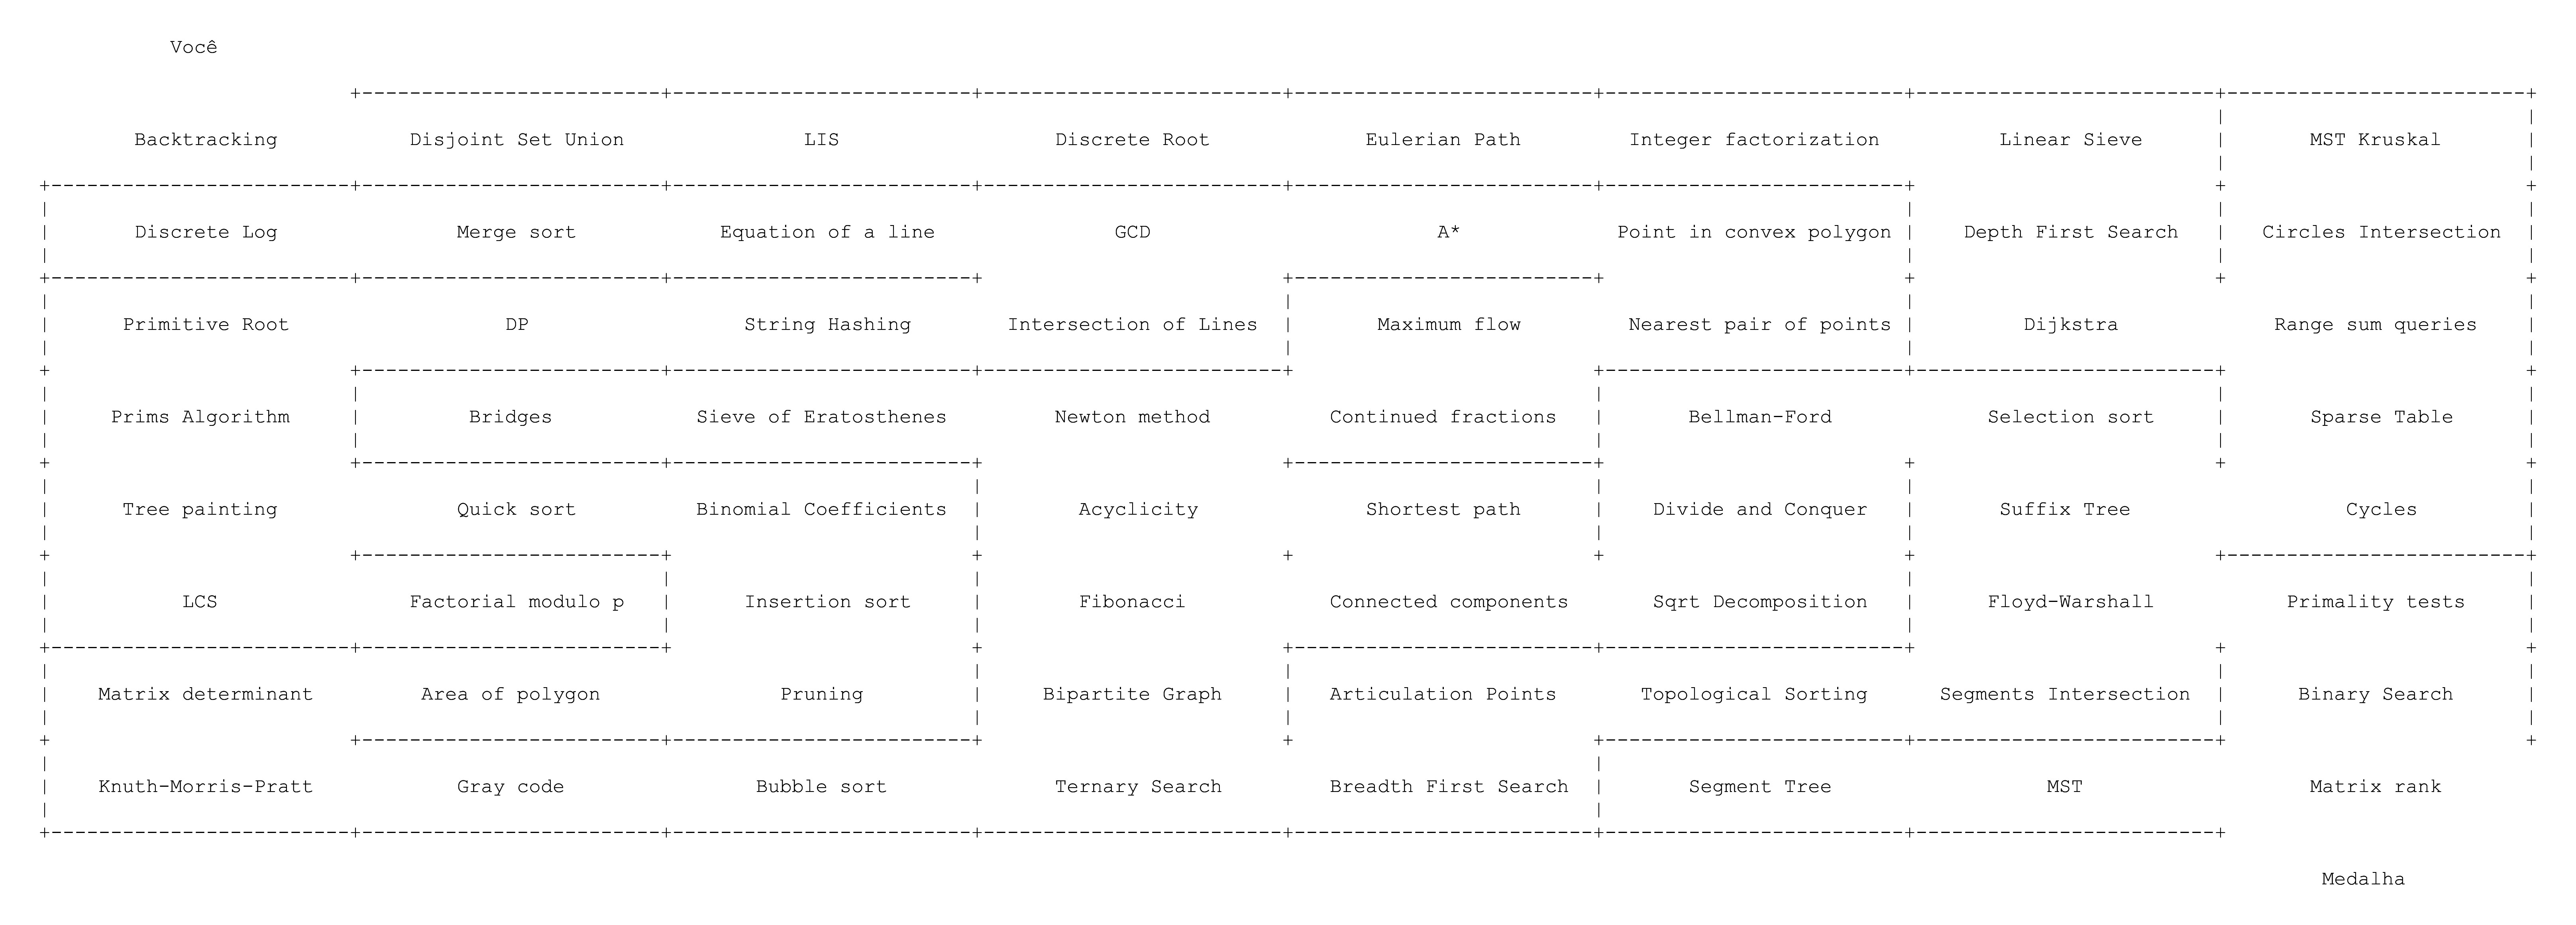 Você
Backtracking Disjoint Set Union LIS Discrete Root Eulerian Path Integer factorization Linear Sieve MST Kruskal
Discrete Log Merge sort Equation of a line GCD A* Point in convex polygon Depth First Search Circles Intersection
Primitive Root DP String Hashing Intersection of Lines Maximum flow Nearest pair of points Dijkstra Range sum queries
Prims Algorithm Bridges Sieve of Eratosthenes Newton method Continued fractions Bellman-Ford Selection sort Sparse Table
Tree painting Quick sort Binomial Coefficients Acyclicity Shortest path Divide and Conquer Suffix Tree Cycles
LCS Factorial modulo p Insertion sort Fibonacci Connected components Sqrt Decomposition Floyd-Warshall Primality tests
Matrix determinant Area of polygon Pruning Bipartite Graph Articulation Points Topological Sorting Segments Intersection Binary Search
Knuth-Morris-Pratt Gray code Bubble sort Ternary Search Breadth First Search Segment Tree MST Matrix rank
Medalha